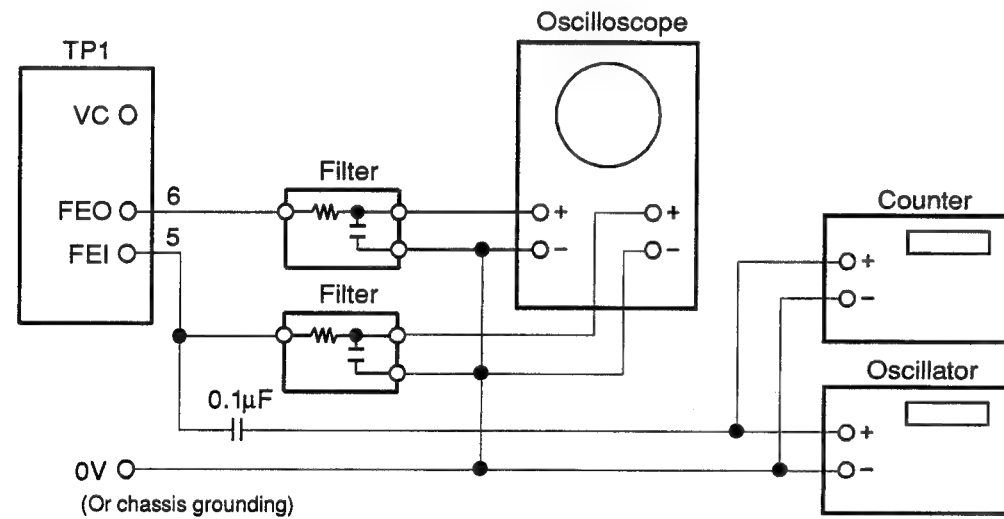 Oscilloscope
TP1
VC
Filter
FEO 6
+ +
Counter
FEI 5
− −
+
Filter
−
Oscillator
0.1μF
+
0V
−
(Or chassis grounding)